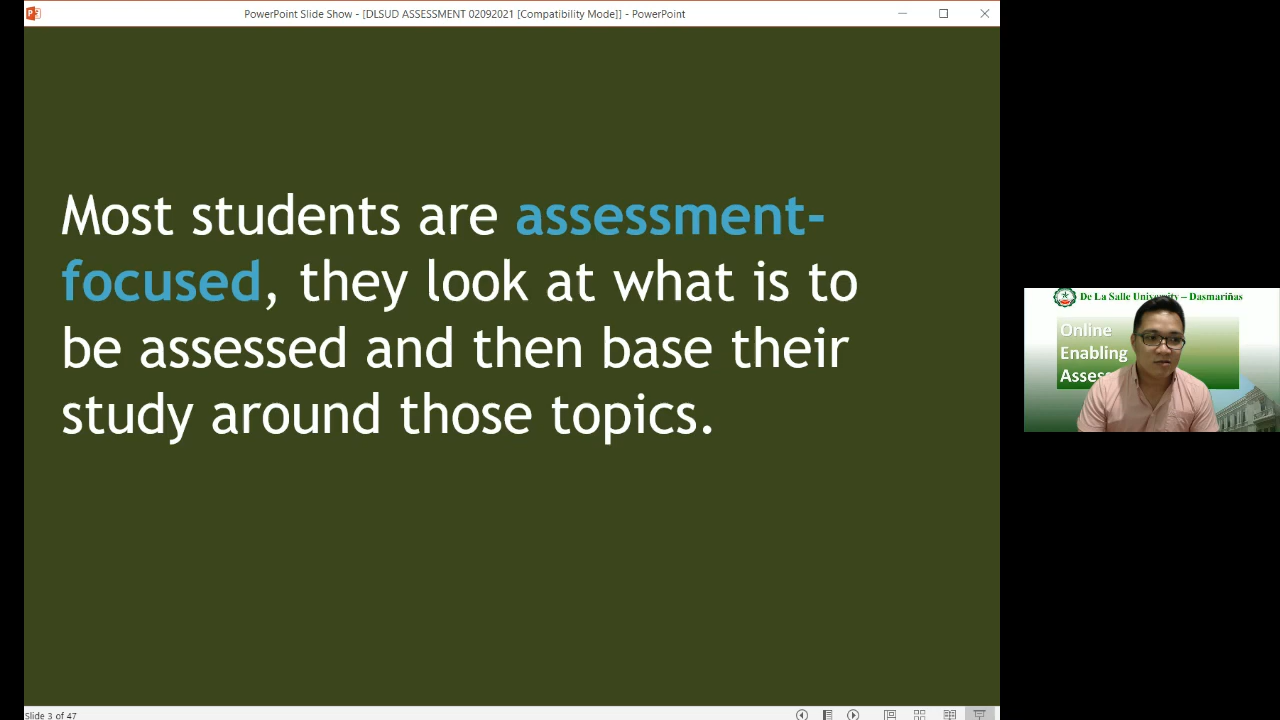 PowerPoint Slide Show - [DLSUD ASSESSMENT 02092021 [Compatibility Mode]] - PowerPoint
Most students are assessment-
focused, they look at what is to
be assessed and then base their
study around those topics.
De La Salle University – Dasmariñas
Online
Enabling
Slide 3 of 47